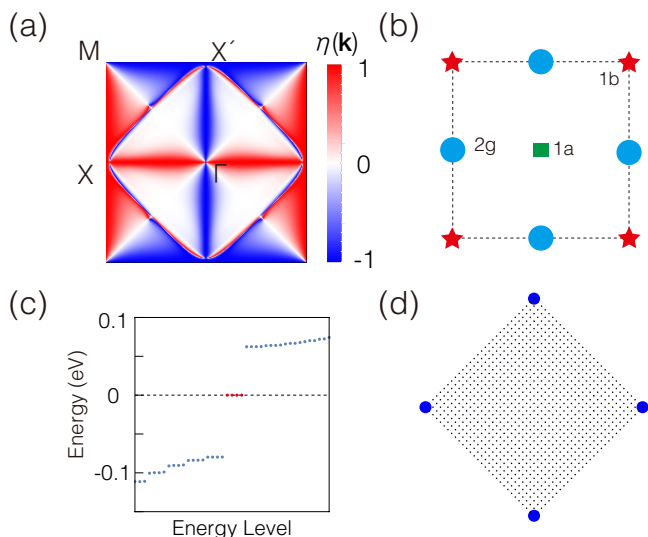 (a)
M
X´
η(k)
1
X
Γ
0
-1
(b)
1b
2g
1a
(c)
0.1
0
-0.1
Energy (eV)
Energy Level
(d)